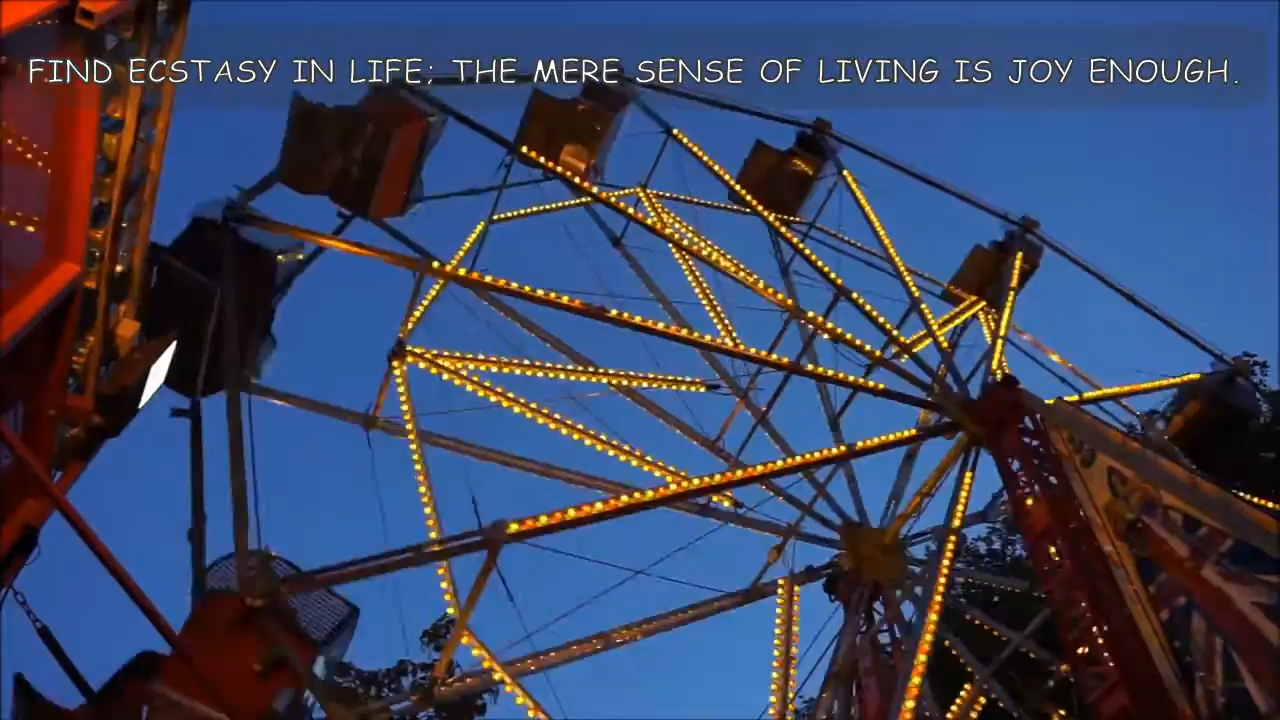 FIND ECSTASY IN LIFE; THE MERE SENSE OF LIVING IS JOY ENOUGH.